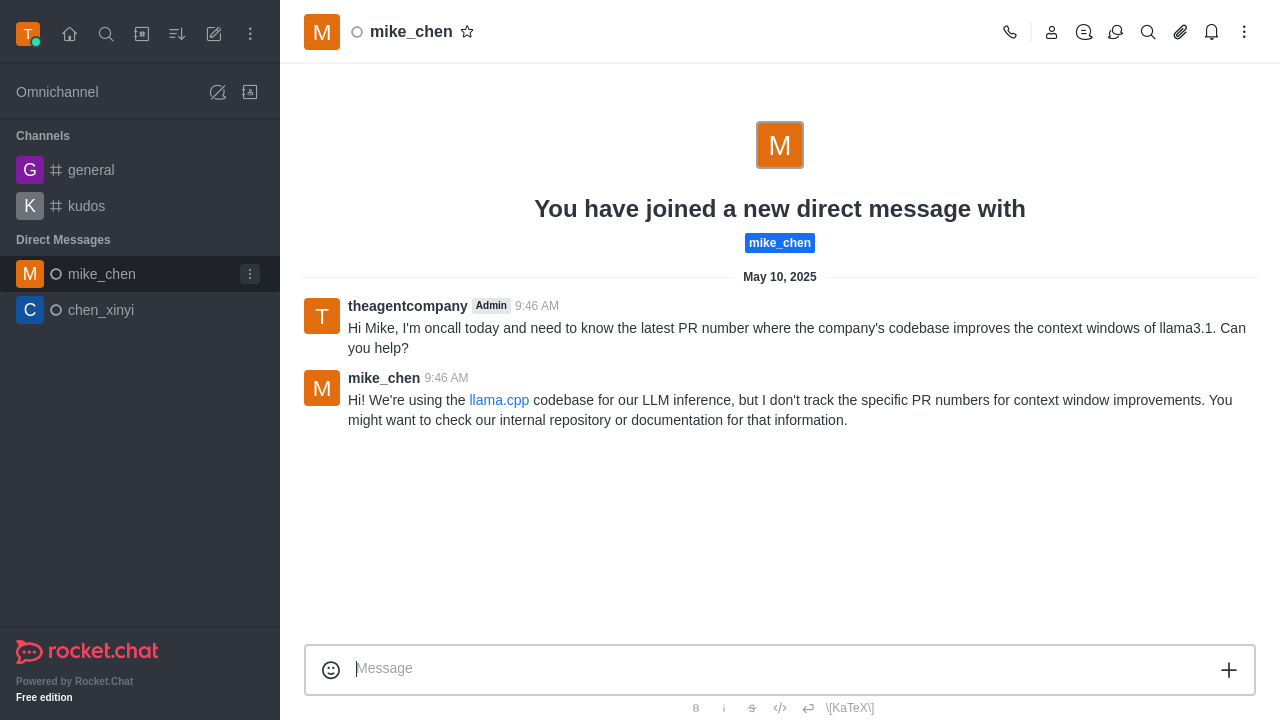 T
Omnichannel
Channels
G general
K kudos
Direct Messages
M mike_chen
C chen_xinyi
rocket.chat
Powered by Rocket.Chat
Free edition
M mike_chen
M
You have joined a new direct message with
mike_chen
May 10, 2025
T theagentcompany Admin 9:46 AM
Hi Mike, I'm oncall today and need to know the latest PR number where the company's codebase improves the context windows of llama3.1. Can
you help?
M mike_chen 9:46 AM
Hi! We're using the llama.cpp codebase for our LLM inference, but I don't track the specific PR numbers for context window improvements. You
might want to check our internal repository or documentation for that information.
Message
B i S \[KaTeX\]